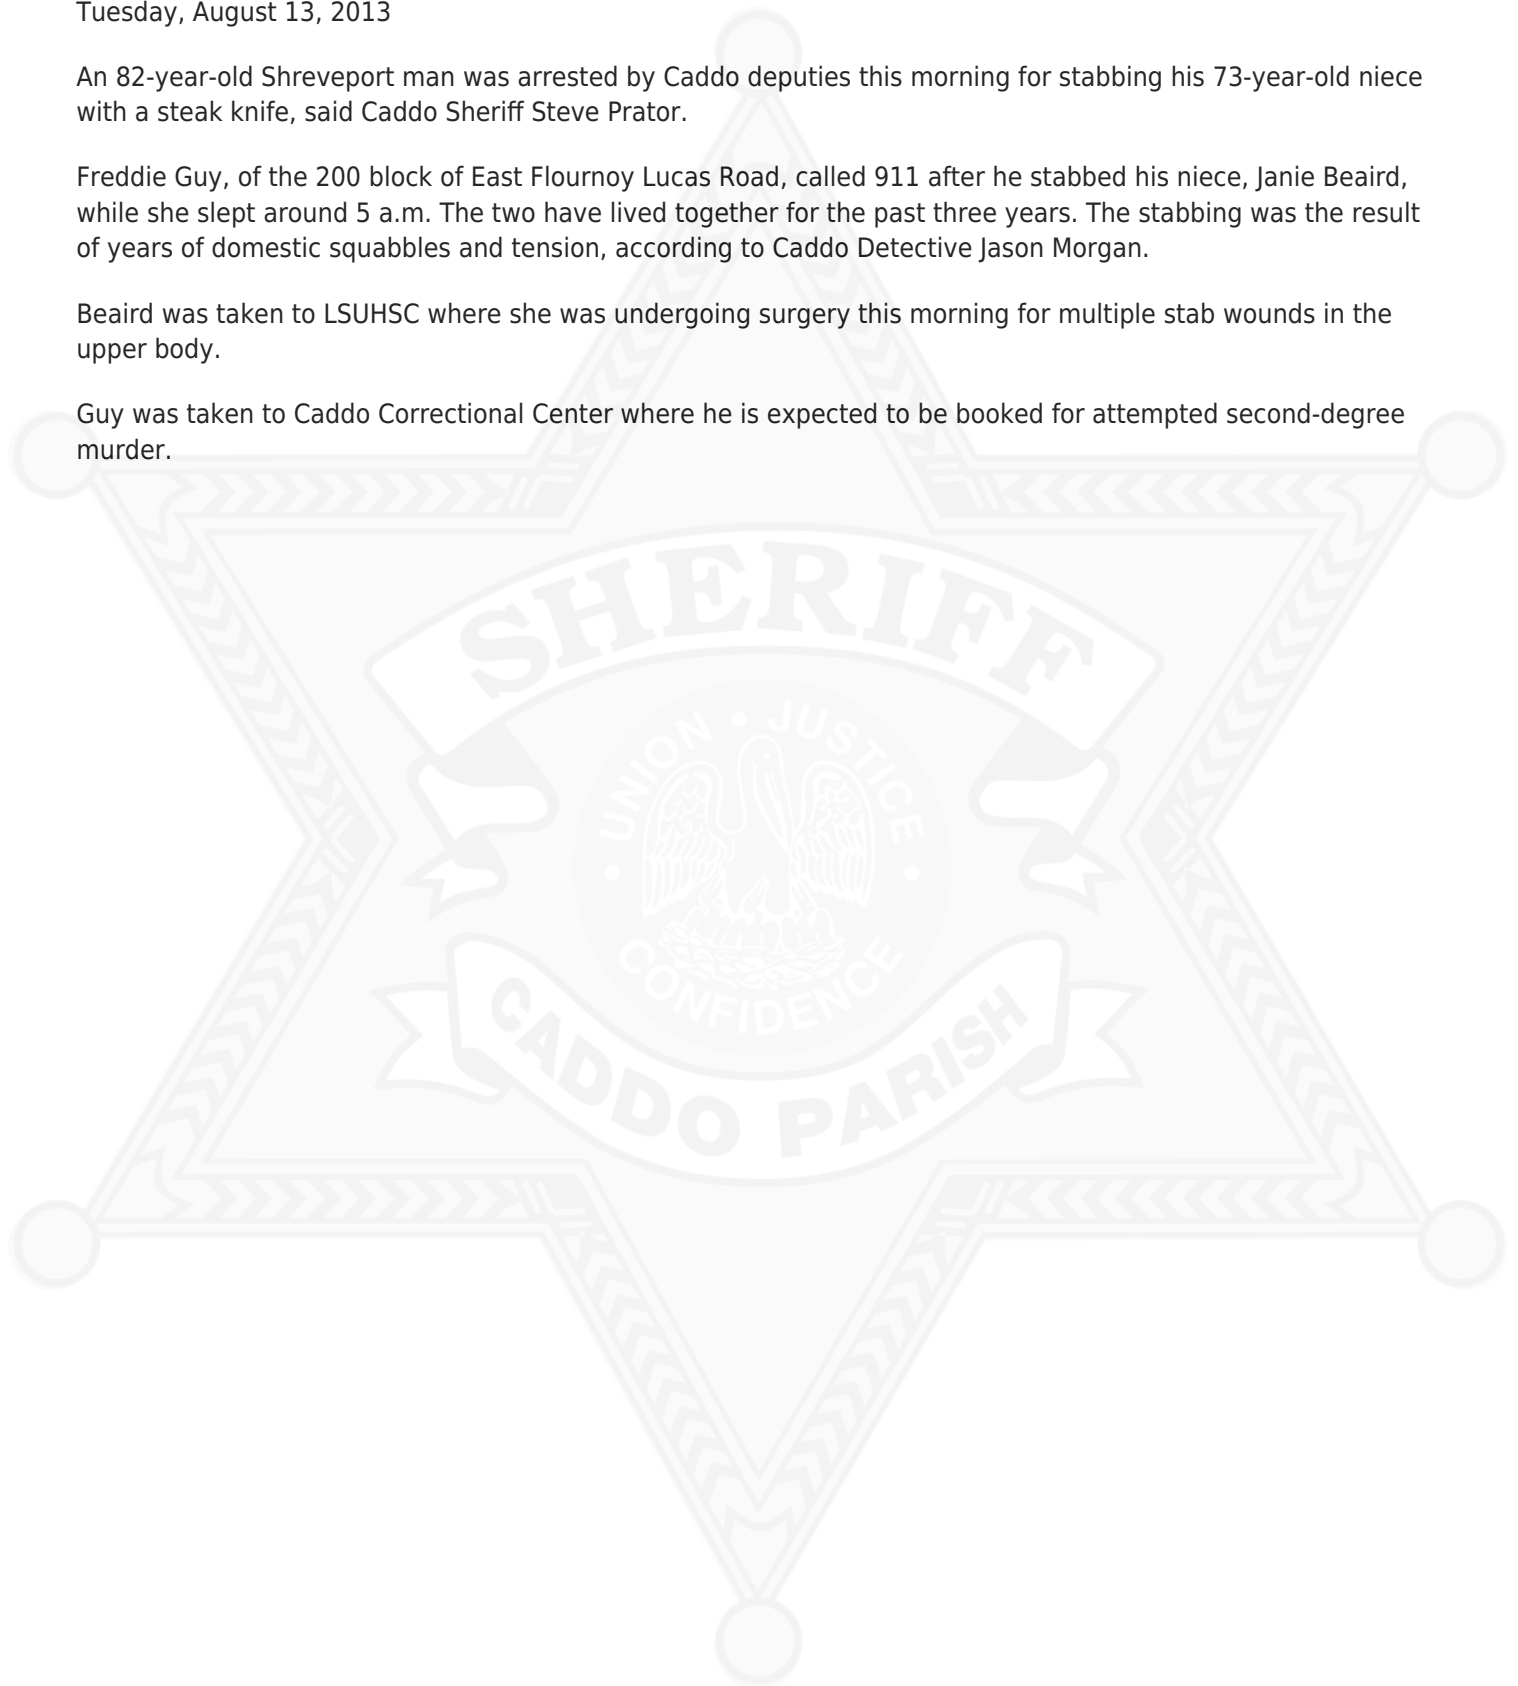 Tuesday, August 13, 2013
An 82-year-old Shreveport man was arrested by Caddo deputies this morning for stabbing his 73-year-old niece
with a steak knife, said Caddo Sheriff Steve Prator.
Freddie Guy, of the 200 block of East Flournoy Lucas Road, called 911 after he stabbed his niece, Janie Beaird,
while she slept around 5 a.m. The two have lived together for the past three years. The stabbing was the result
of years of domestic squabbles and tension, according to Caddo Detective Jason Morgan.
Beaird was taken to LSUHSC where she was undergoing surgery this morning for multiple stab wounds in the
upper body.
Guy was taken to Caddo Correctional Center where he is expected to be booked for attempted second-degree
murder.
SHERIFF
UNION • JUSTICE
• CONFIDENCE •
CADDO PARISH